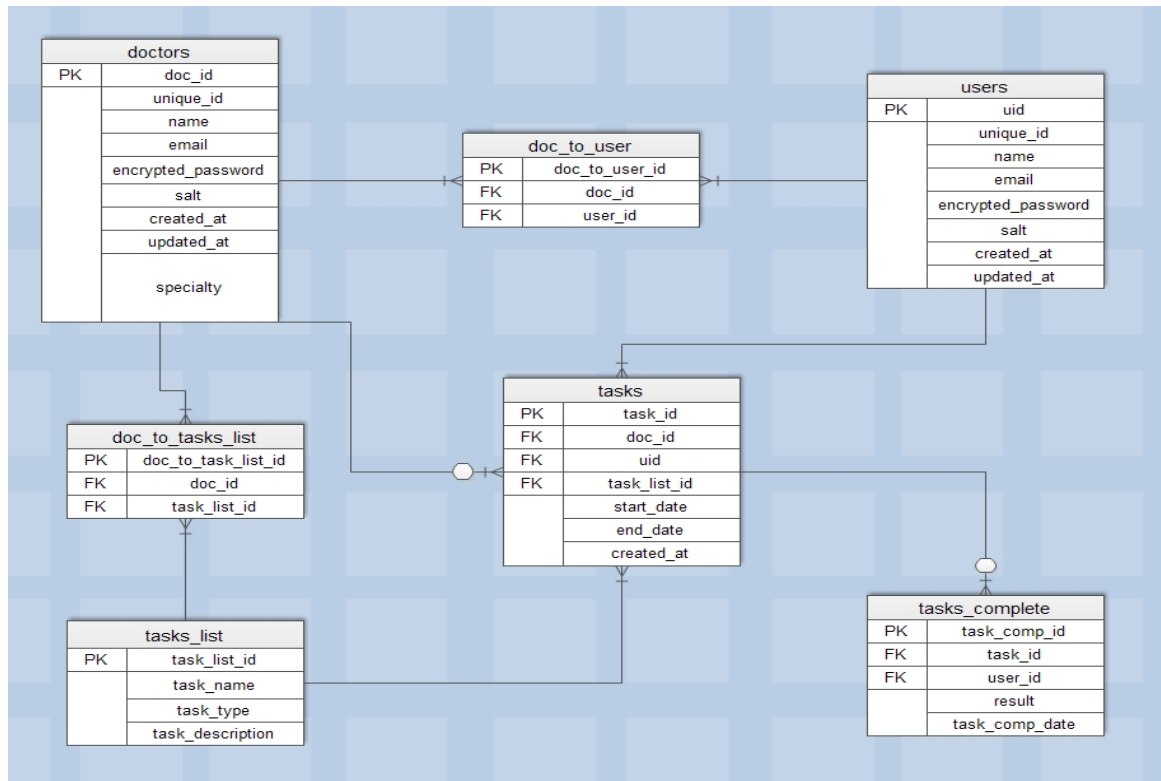 doctors
PK doc_id
unique_id
name
email
encrypted_password
salt
created_at
updated_at
specialty
doc_to_user
PK doc_to_user_id
FK doc_id
FK user_id
users
PK uid
unique_id
name
email
encrypted_password
salt
created_at
updated_at
doc_to_tasks_list
PK doc_to_task_list_id
FK doc_id
FK task_list_id
tasks
PK task_id
FK doc_id
FK uid
FK task_list_id
start_date
end_date
created_at
tasks_list
PK task_list_id
task_name
task_type
task_description
tasks_complete
PK task_comp_id
FK task_id
FK user_id
result
task_comp_date